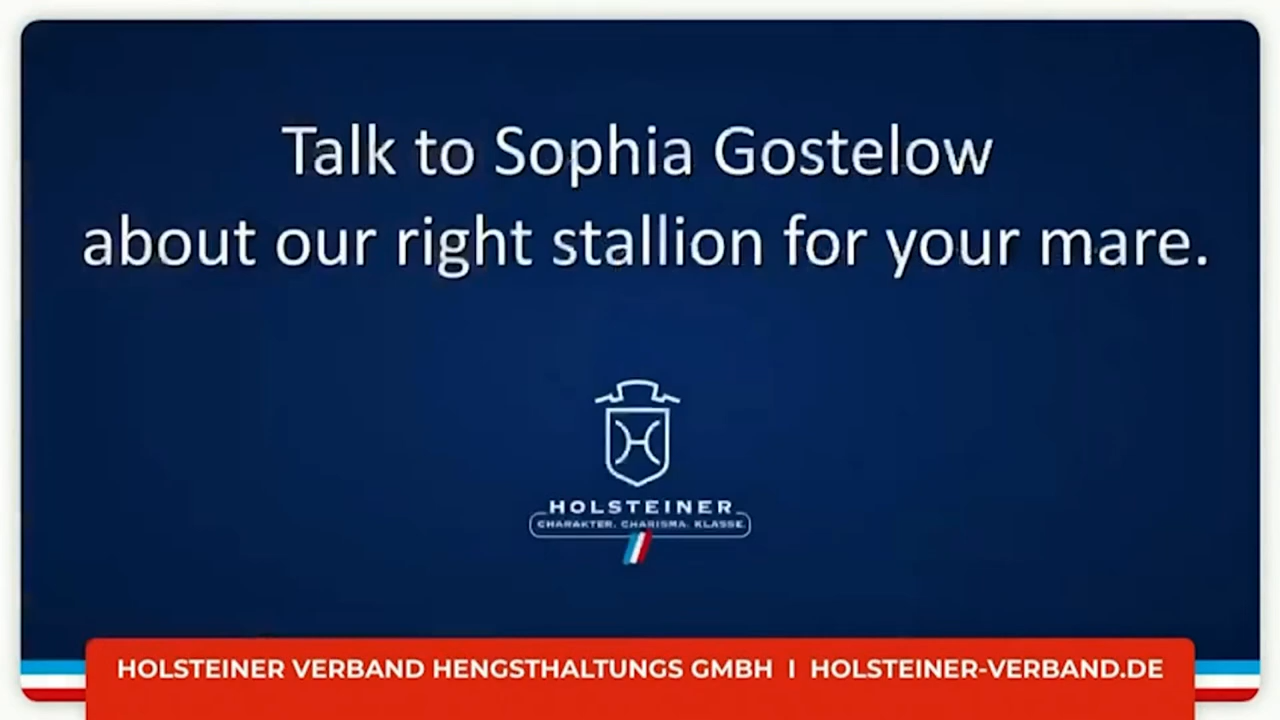 Talk to Sophia Gostelow
about our right stallion for your mare.
HOLSTEINER
CHARAKTER. CHARISMA. KLASSE.
HOLSTEINER VERBAND HENGSTHALTUNGS GMBH I HOLSTEINER-VERBAND.DE